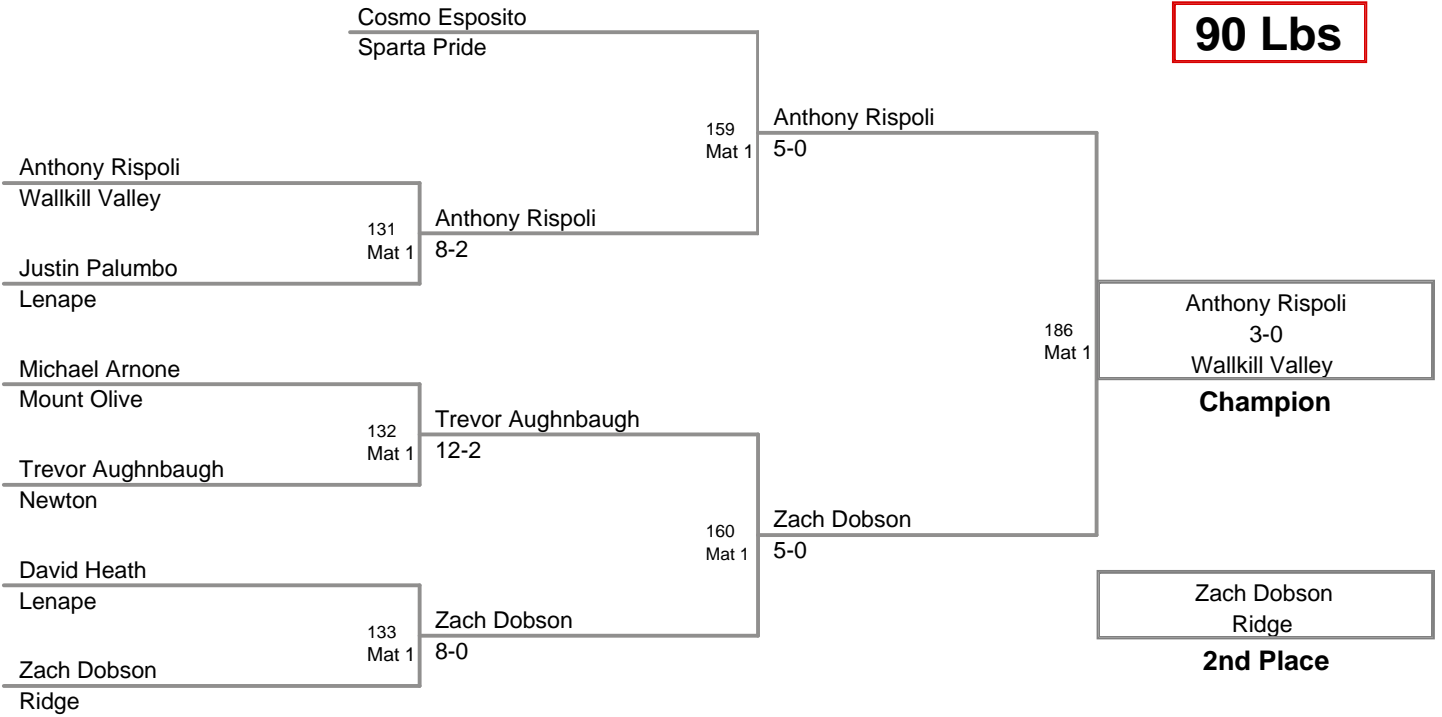 Cosmo Esposito
Sparta Pride
90 Lbs
159
Mat 1
Anthony Rispoli
5-0
Anthony Rispoli
Wallkill Valley
131
Mat 1
Anthony Rispoli
8-2
Justin Palumbo
Lenape
186
Mat 1
Anthony Rispoli
3-0
Wallkill Valley
Champion
Michael Arnone
Mount Olive
132
Mat 1
Trevor Aughnbaugh
12-2
Trevor Aughnbaugh
Newton
160
Mat 1
Zach Dobson
5-0
David Heath
Lenape
133
Mat 1
Zach Dobson
8-0
Zach Dobson
Ridge
Zach Dobson
Ridge
2nd Place